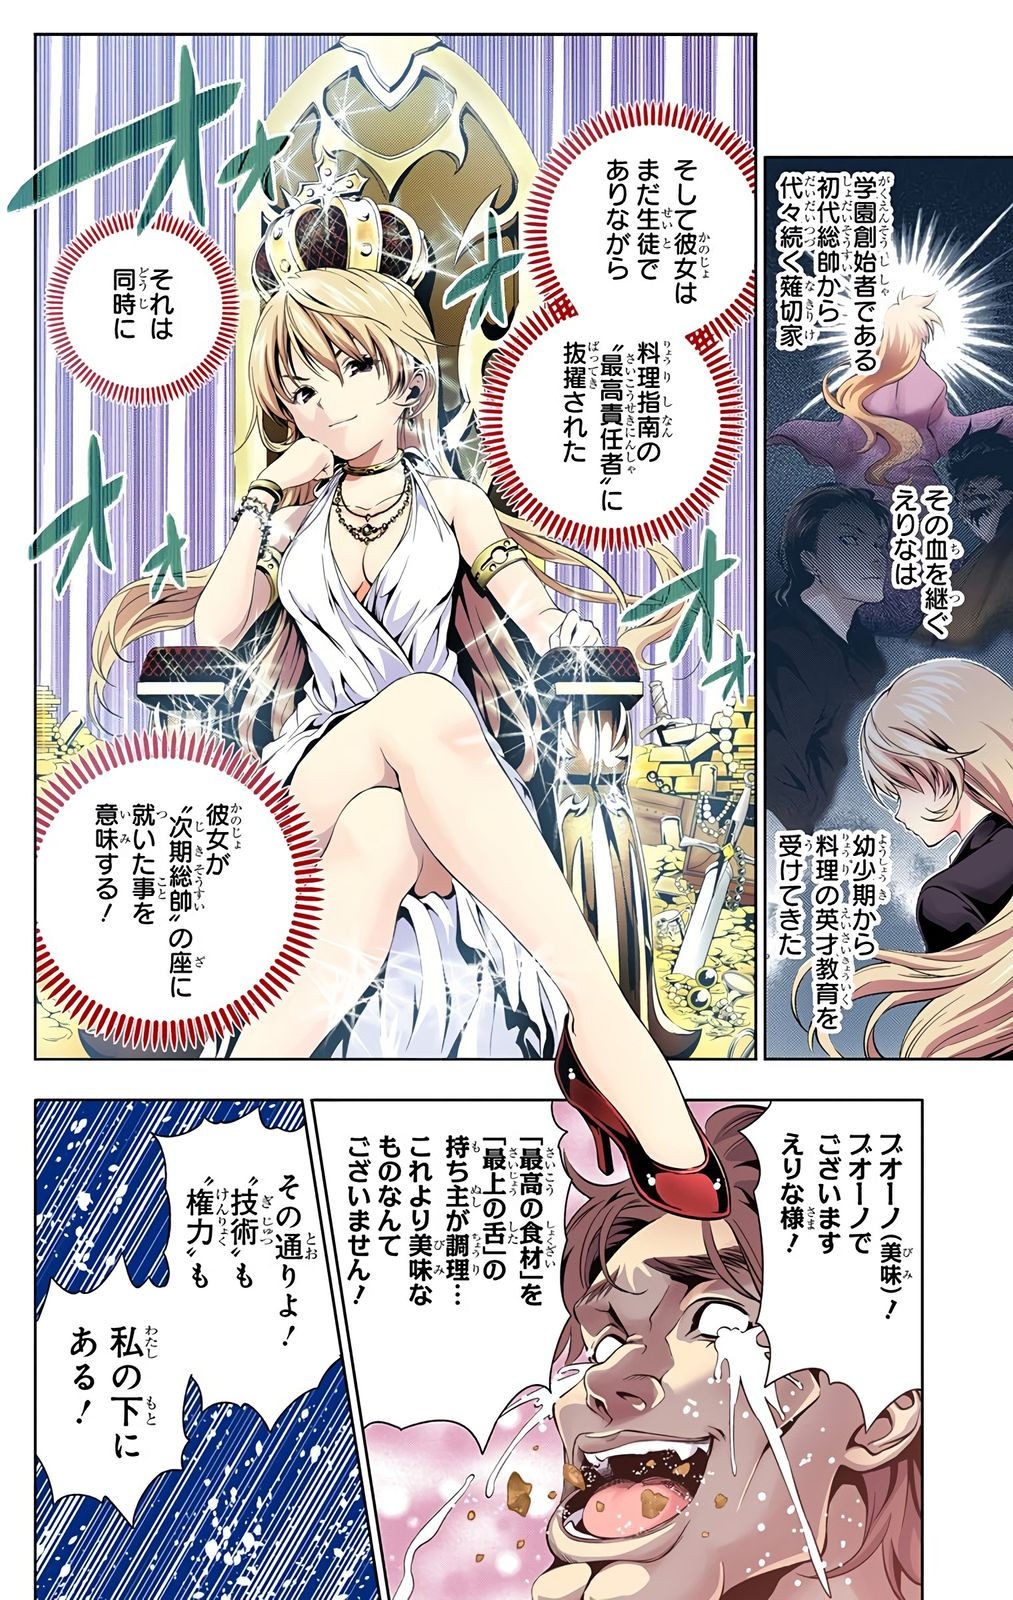 学園創始者である
初代総帥から
代々続く薙切家
その血を継ぐ
えりなは
幼少期から
料理の英才教育を
受けてきた
そして彼女は
まだ生徒で
ありながら
料理指南の
“最高責任者”に
抜擢された
それは
同時に
彼女が
“次期総帥”の座に
就いた事を
意味する！
オオオオオオ
ブオーノ（美味）！
ブオーノで
ございます
えりな様！
「最高の食材」を
「最上の舌」の
持ち主が調理…
これより美味な
ものなんて
ございません！
その通りよ！
“技術”も
“権力”も
私の下に
ある！